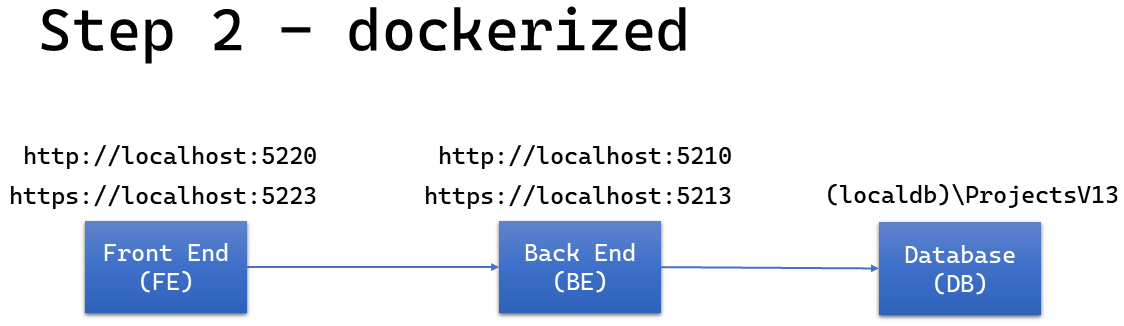 Step 2 – dockerized
http://localhost:5220
https://localhost:5223
http://localhost:5210
https://localhost:5213
(localdb)\ProjectsV13
Front End
(FE)
Back End
(BE)
Database
(DB)